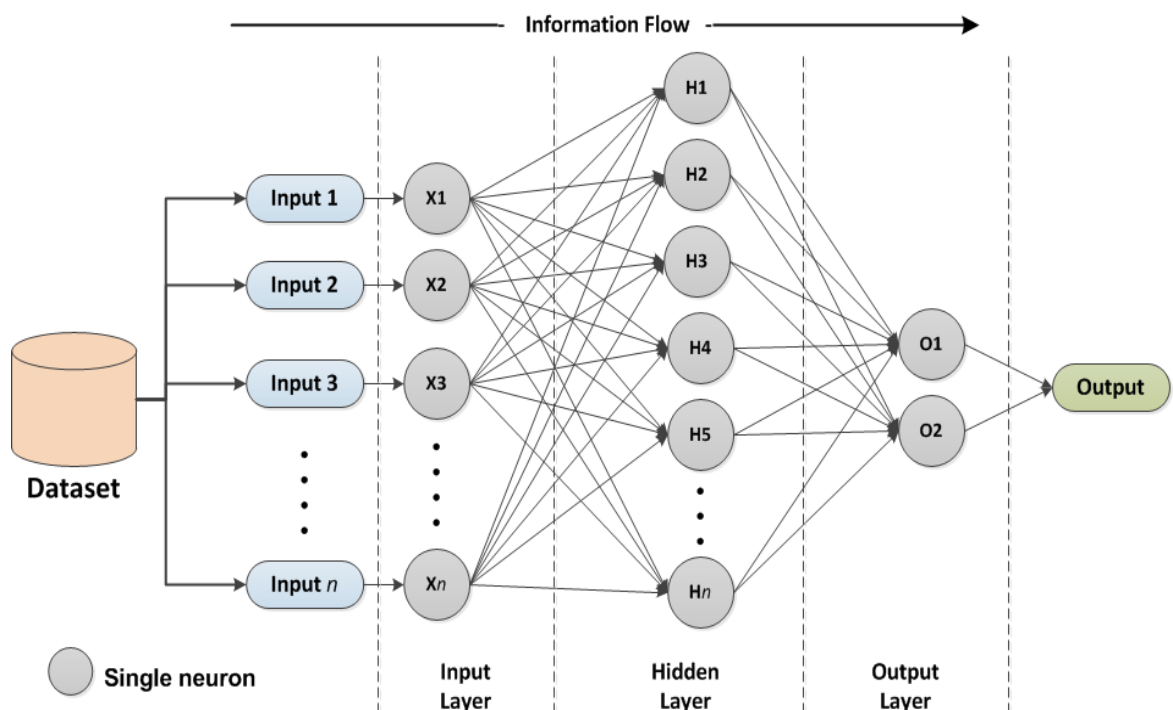 Information Flow
H1
H2
Input 1
X1
H3
Input 2
X2
H4
O1
Input 3
X3
Output
H5
O2
Dataset
Input n
Xn
Hn
Single neuron
Input
Layer
Hidden
Layer
Output
Layer